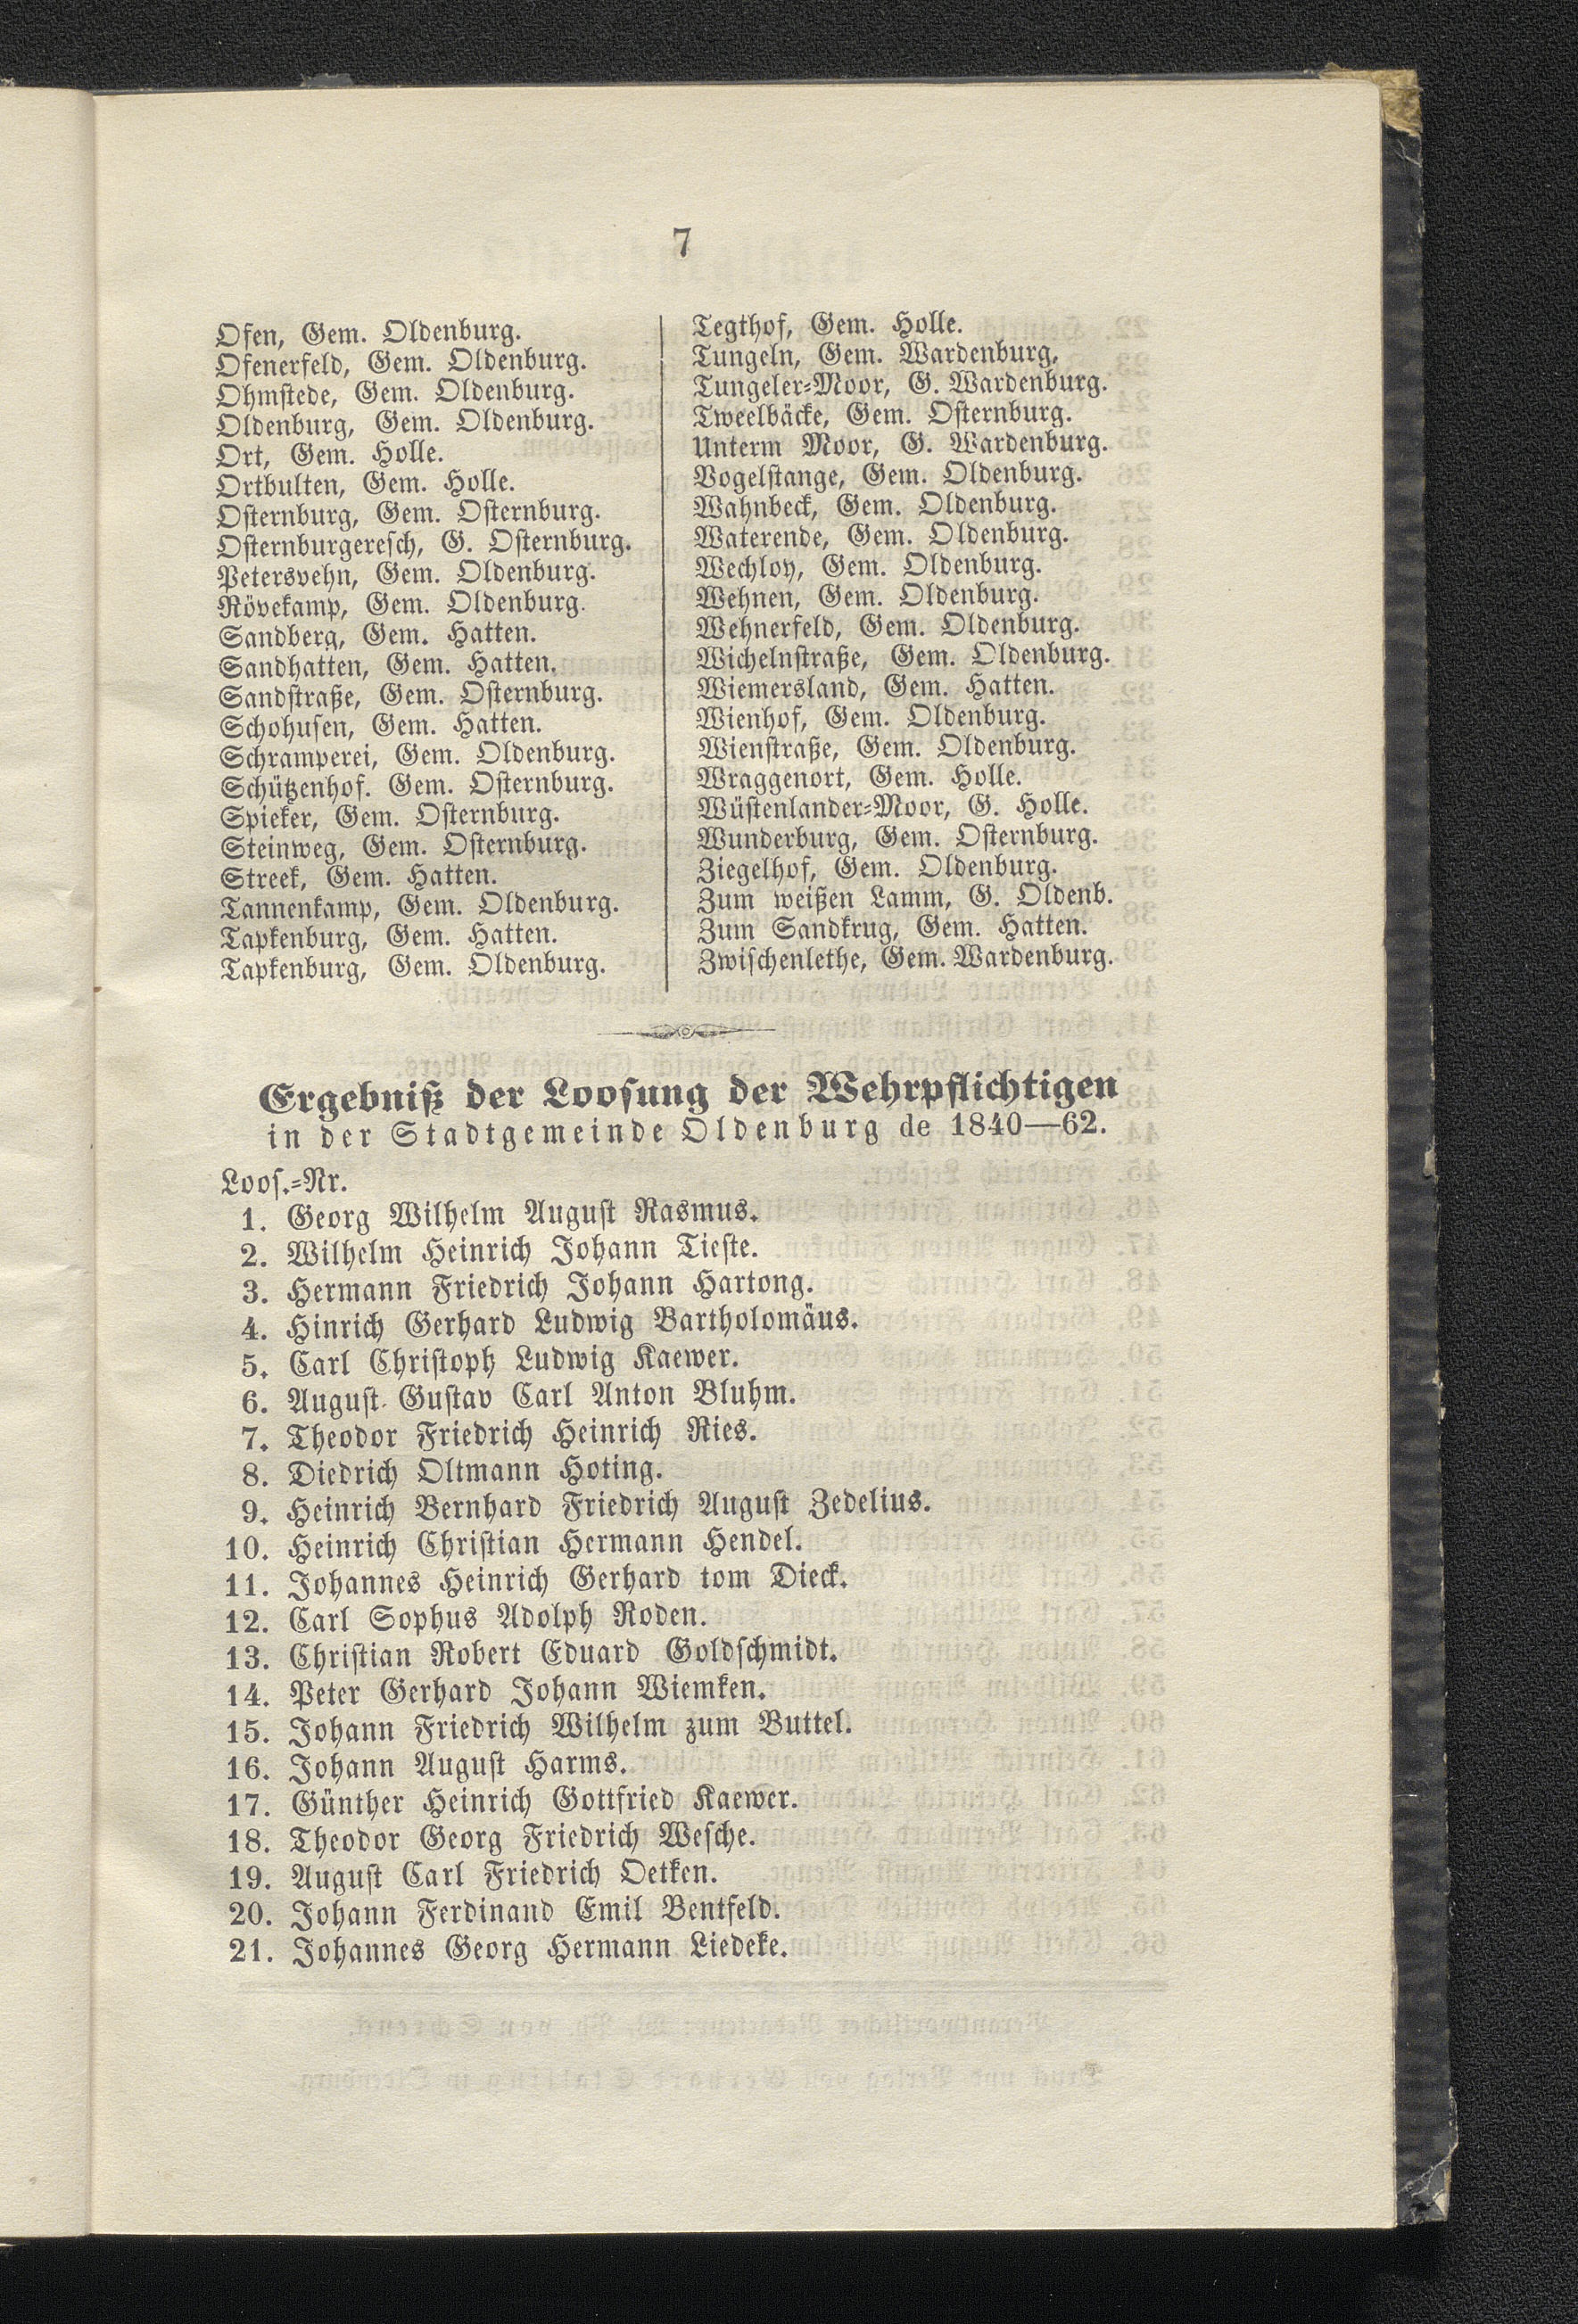 7
Ofen, Gem. Oldenburg.
Ofenerfeld, Gem. Oldenburg.
Ohmstede, Gem. Oldenburg.
Oldenburg, Gem. Oldenburg.
Ort, Gem. Holle.
Ortbulten, Gem. Holle.
Osternburg, Gem. Osternburg.
Osternburgeresch, G. Osternburg.
Petersvehn, Gem. Oldenburg.
Rövekamp, Gem. Oldenburg.
Sandberg, Gem. Hatten.
Sandhatten, Gem. Hatten.
Sandstraße, Gem. Osternburg.
Schohusen, Gem. Hatten.
Schramperei, Gem. Oldenburg.
Schützenhof. Gem. Osternburg.
Spieker, Gem. Osternburg.
Steinweg, Gem. Osternburg.
Streek, Gem. Hatten.
Tannenkamp, Gem. Oldenburg.
Tapkenburg, Gem. Hatten.
Tapkenburg, Gem. Oldenburg.
Tegthof, Gem. Holle.
Tungeln, Gem. Wardenburg.
Tungeler-Moor, G. Wardenburg.
Tweelbäcke, Gem. Osternburg.
Unterm Moor, G. Wardenburg.
Vogelstange, Gem. Oldenburg.
Wahnbeck, Gem. Oldenburg.
Waterende, Gem. Oldenburg.
Wechloy, Gem. Oldenburg.
Wehnen, Gem. Oldenburg.
Wehnerfeld, Gem. Oldenburg.
Wichelnstraße, Gem. Oldenburg.
Wiemersland, Gem. Hatten.
Wienhof, Gem. Oldenburg.
Wienstraße, Gem. Oldenburg.
Wraggenort, Gem. Holle.
Wüstenlander-Moor, G. Holle.
Wunderburg, Gem. Osternburg.
Ziegelhof, Gem. Oldenburg.
Zum weißen Lamm, G. Oldenb.
Zum Sandkrug, Gem. Hatten.
Zwischenlethe, Gem. Wardenburg.
Ergebniß der Loosung der Wehrpflichtigen
in der Stadtgemeinde Oldenburg de 1840—62.
Loos.-Nr.
1. Georg Wilhelm August Rasmus.
2. Wilhelm Heinrich Johann Tieste.
3. Hermann Friedrich Johann Hartong.
4. Hinrich Gerhard Ludwig Bartholomäus.
5. Carl Christoph Ludwig Kaewer.
6. August Gustav Carl Anton Bluhm.
7. Theodor Friedrich Heinrich Ries.
8. Diedrich Oltmann Hoting.
9. Heinrich Bernhard Friedrich August Zedelius.
10. Heinrich Christian Hermann Hendel.
11. Johannes Heinrich Gerhard tom Dieck.
12. Carl Sophus Adolph Roden.
13. Christian Robert Eduard Goldschmidt.
14. Peter Gerhard Johann Wiemken.
15. Johann Friedrich Wilhelm zum Buttel.
16. Johann August Harms.
17. Günther Heinrich Gottfried Kaewer.
18. Theodor Georg Friedrich Wesche.
19. August Carl Friedrich Oetken.
20. Johann Ferdinand Emil Bentfeld.
21. Johannes Georg Hermann Liedeke.